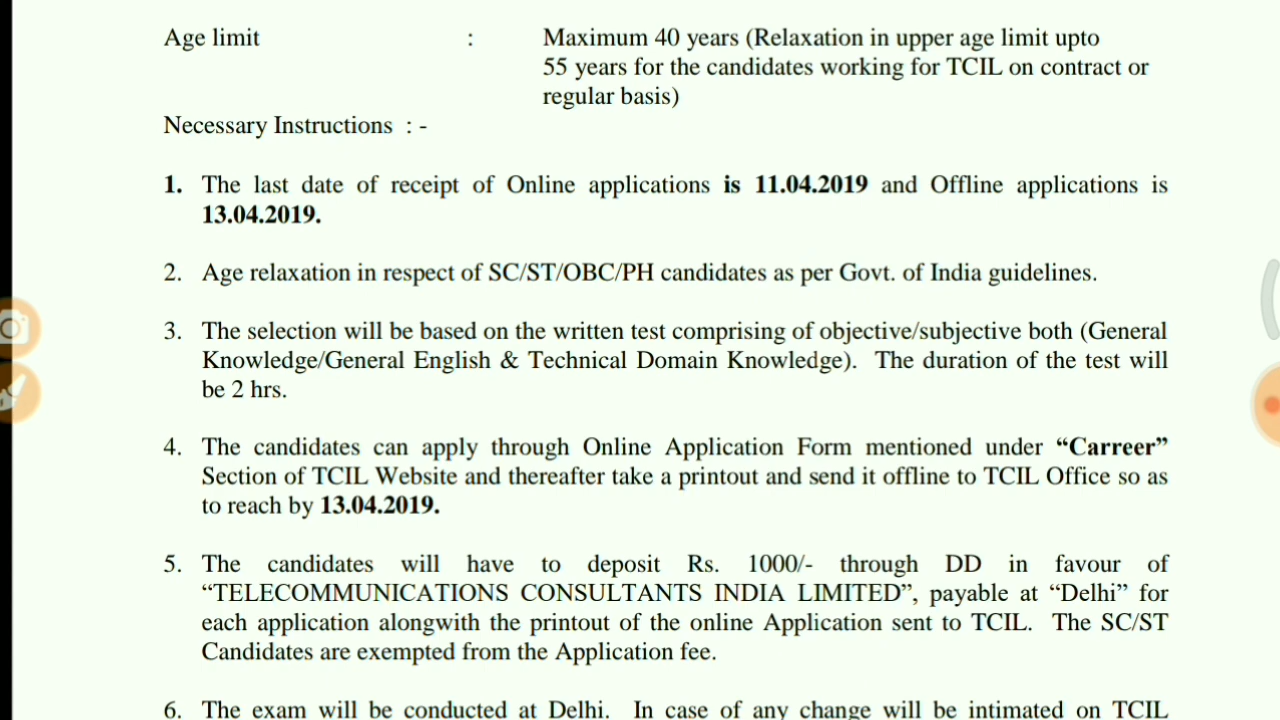 Age limit : Maximum 40 years (Relaxation in upper age limit upto
55 years for the candidates working for TCIL on contract or
regular basis)
Necessary Instructions : -
1. The last date of receipt of Online applications is 11.04.2019 and Offline applications is
13.04.2019.
2. Age relaxation in respect of SC/ST/OBC/PH candidates as per Govt. of India guidelines.
3. The selection will be based on the written test comprising of objective/subjective both (General
Knowledge/General English & Technical Domain Knowledge). The duration of the test will
be 2 hrs.
4. The candidates can apply through Online Application Form mentioned under “Carreer”
Section of TCIL Website and thereafter take a printout and send it offline to TCIL Office so as
to reach by 13.04.2019.
5. The candidates will have to deposit Rs. 1000/- through DD in favour of
“TELECOMMUNICATIONS CONSULTANTS INDIA LIMITED”, payable at “Delhi” for
each application alongwith the printout of the online Application sent to TCIL. The SC/ST
Candidates are exempted from the Application fee.
6. The exam will be conducted at Delhi. In case of any change will be intimated on TCIL